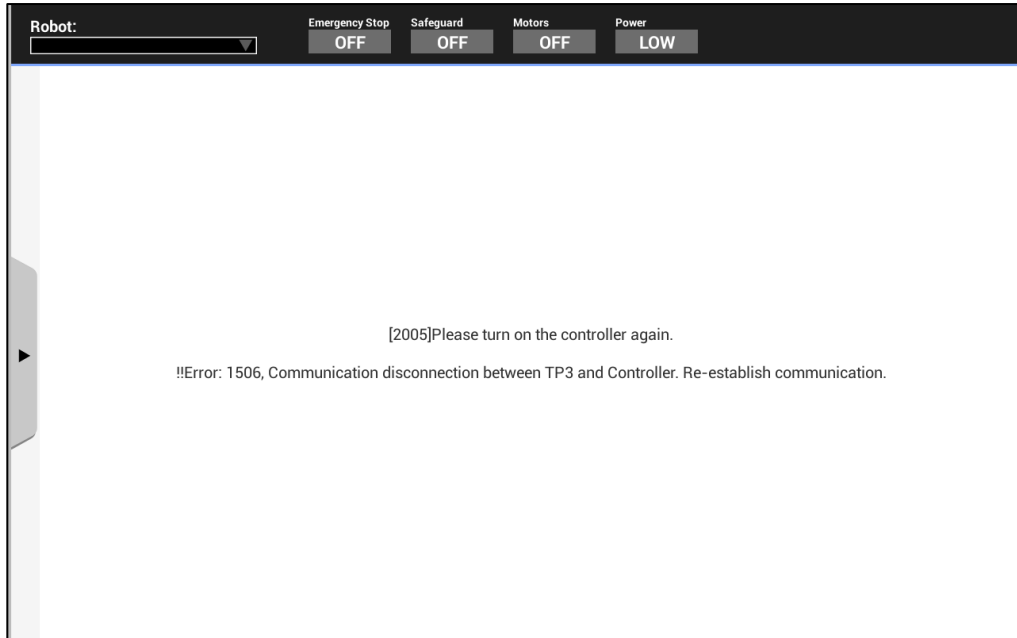 Robot:
Emergency Stop Safeguard Motors Power
OFF OFF OFF LOW
[2005]Please turn on the controller again.
!!Error: 1506, Communication disconnection between TP3 and Controller. Re-establish communication.